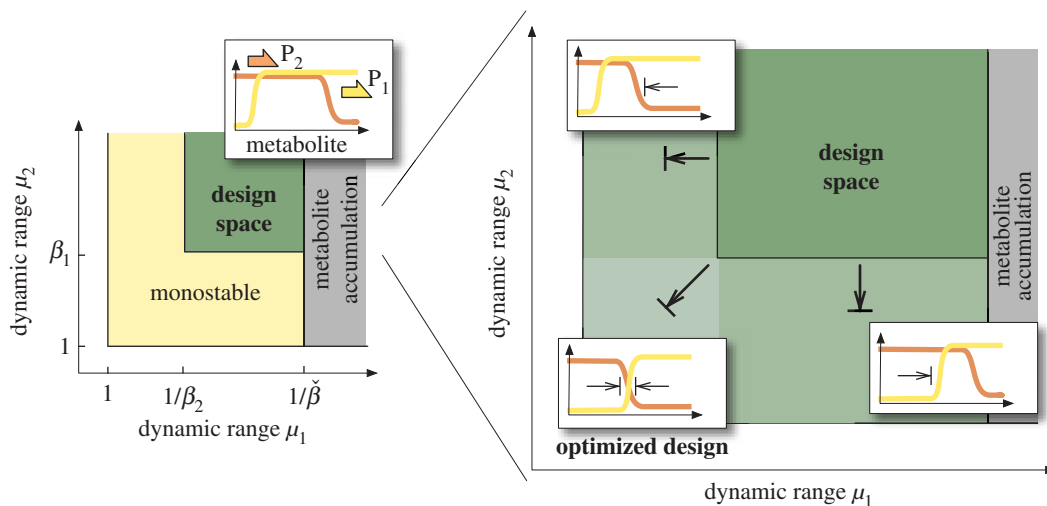 P₂
P₁
metabolite
dynamic range μ₂
β₁
1
design
space
monostable
metabolite
accumulation
1
1/β₂
1/β̌
dynamic range μ₁
dynamic range μ₂
design
space
metabolite
accumulation
optimized design
dynamic range μ₁